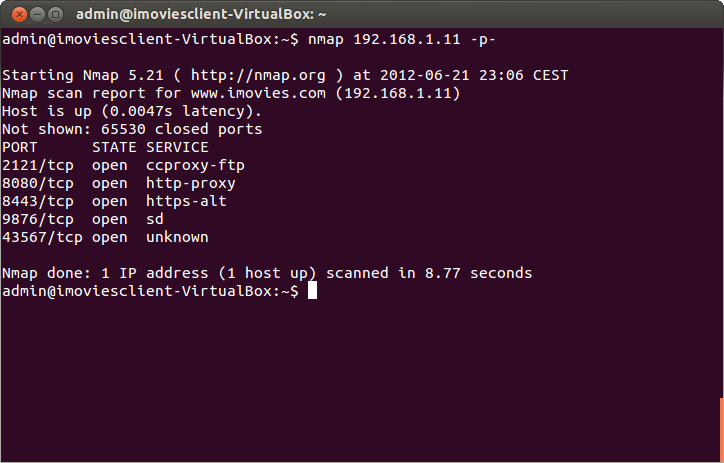 admin@imoviesclient-VirtualBox: ~
admin@imoviesclient-VirtualBox:~$ nmap 192.168.1.11 -p-
Starting Nmap 5.21 ( http://nmap.org ) at 2012-06-21 23:06 CEST
Nmap scan report for www.imovies.com (192.168.1.11)
Host is up (0.0047s latency).
Not shown: 65530 closed ports
PORT      STATE SERVICE
2121/tcp  open  ccproxy-ftp
8080/tcp  open  http-proxy
8443/tcp  open  https-alt
9876/tcp  open  sd
43567/tcp open  unknown
Nmap done: 1 IP address (1 host up) scanned in 8.77 seconds
admin@imoviesclient-VirtualBox:~$